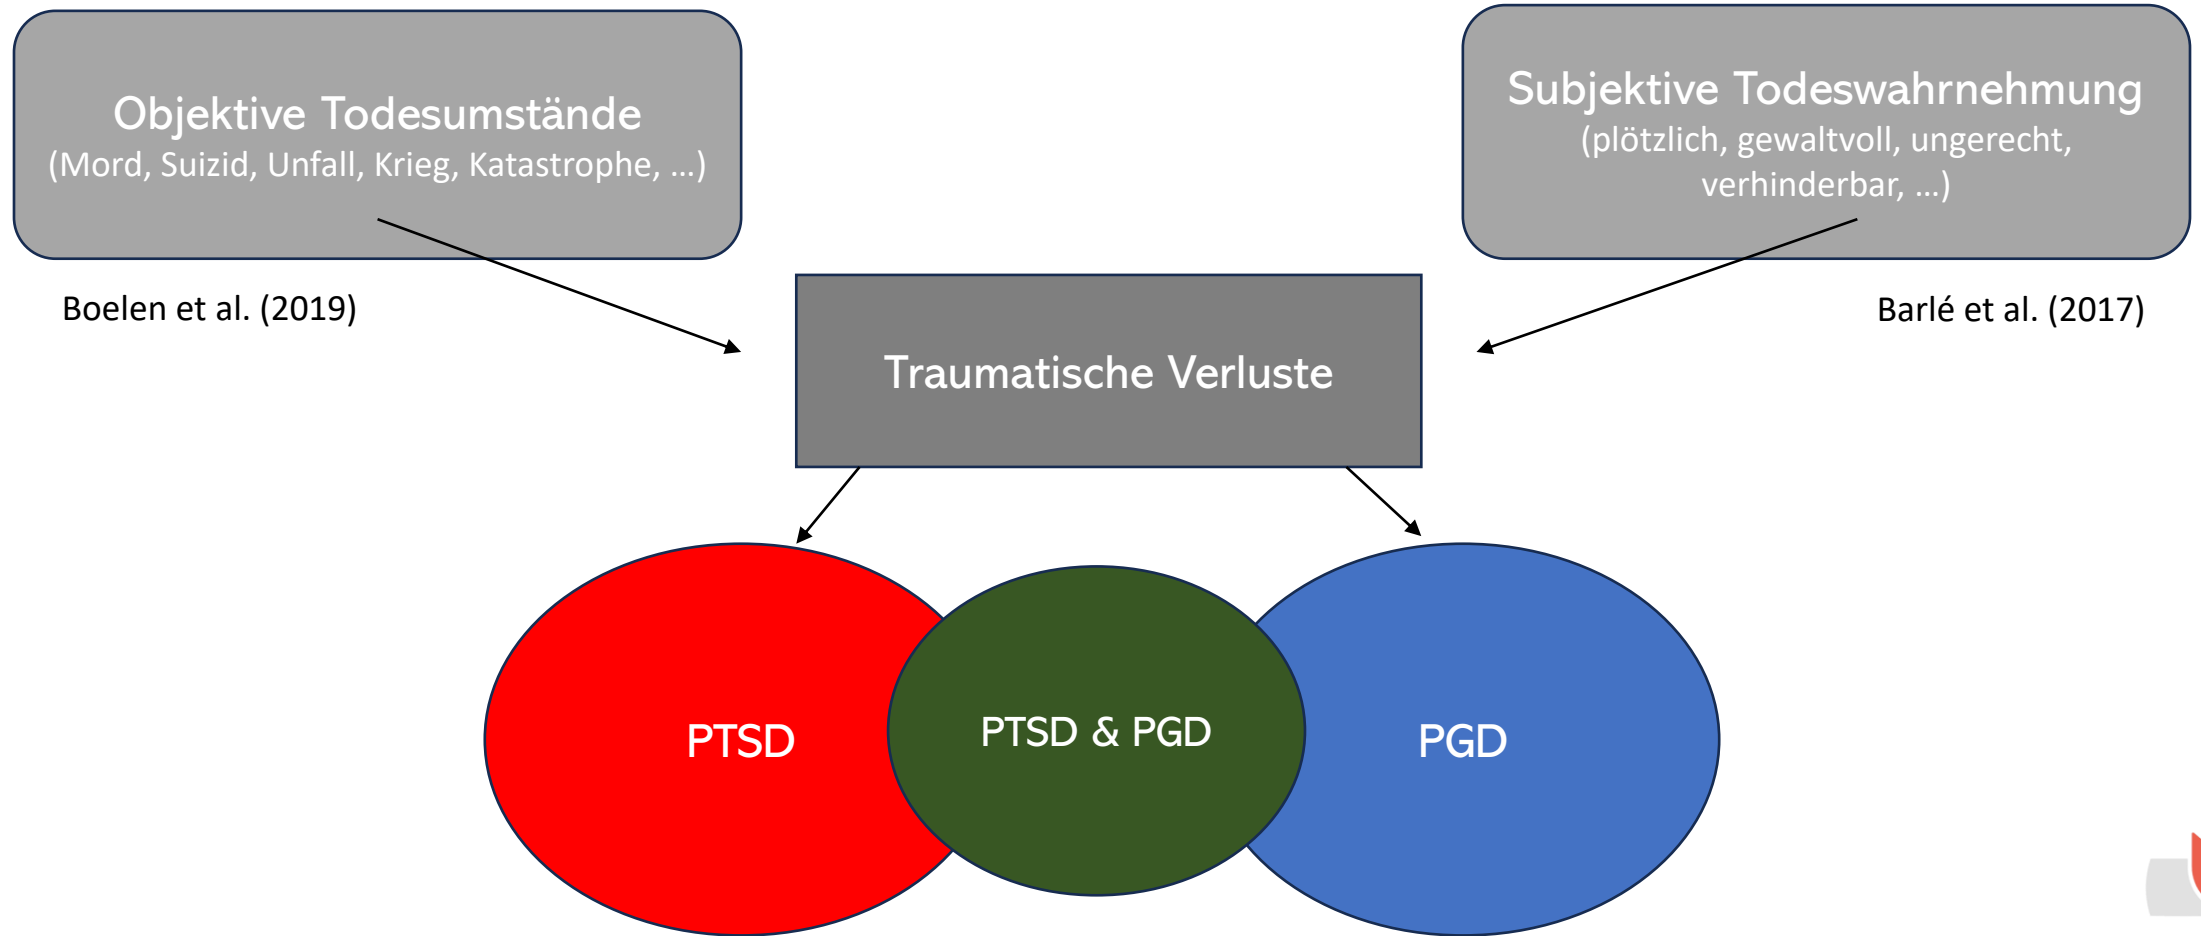 Objektive Todesumstände
(Mord, Suizid, Unfall, Krieg, Katastrophe, ...)
Subjektive Todeswahrnehmung
(plötzlich, gewaltvoll, ungerecht,
verhinderbar, ...)
Boelen et al. (2019)
Barlé et al. (2017)
Traumatische Verluste
PTSD
PTSD & PGD
PGD